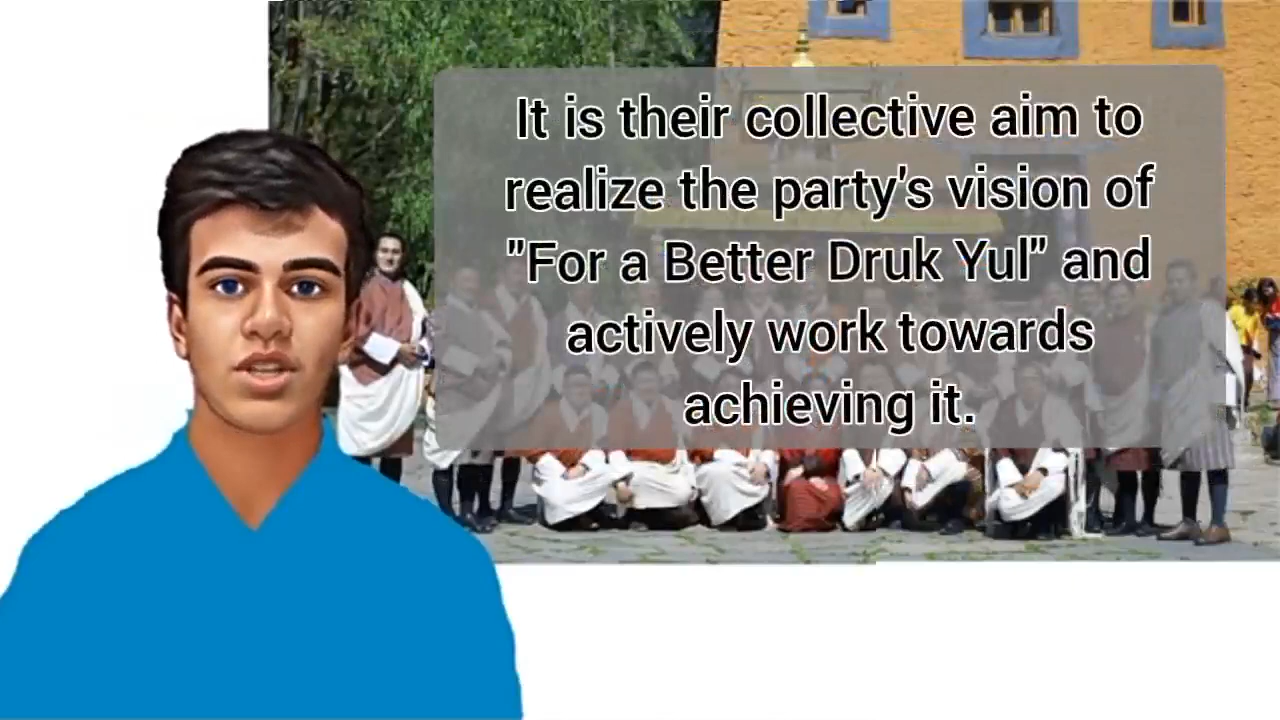 It is their collective aim to
realize the party's vision of
"For a Better Druk Yul" and
actively work towards
achieving it.